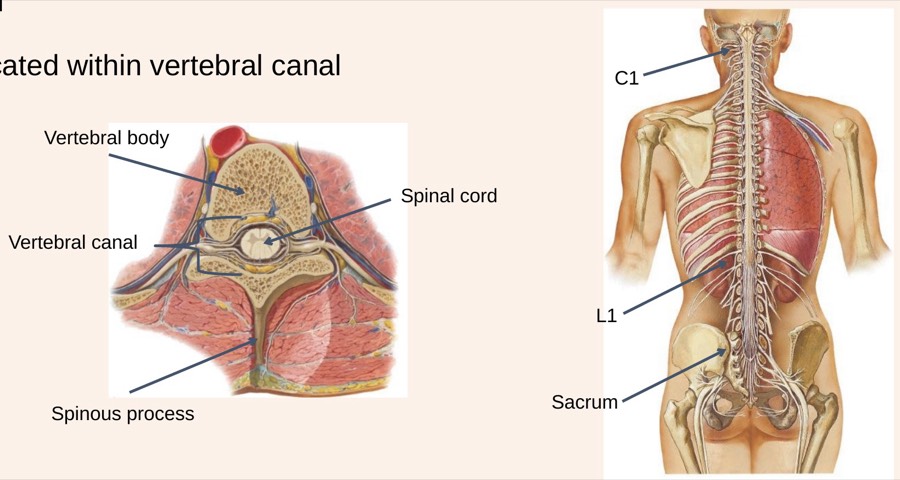 cated within vertebral canal
Vertebral body
Spinal cord
Vertebral canal
Spinous process
C1
L1
Sacrum